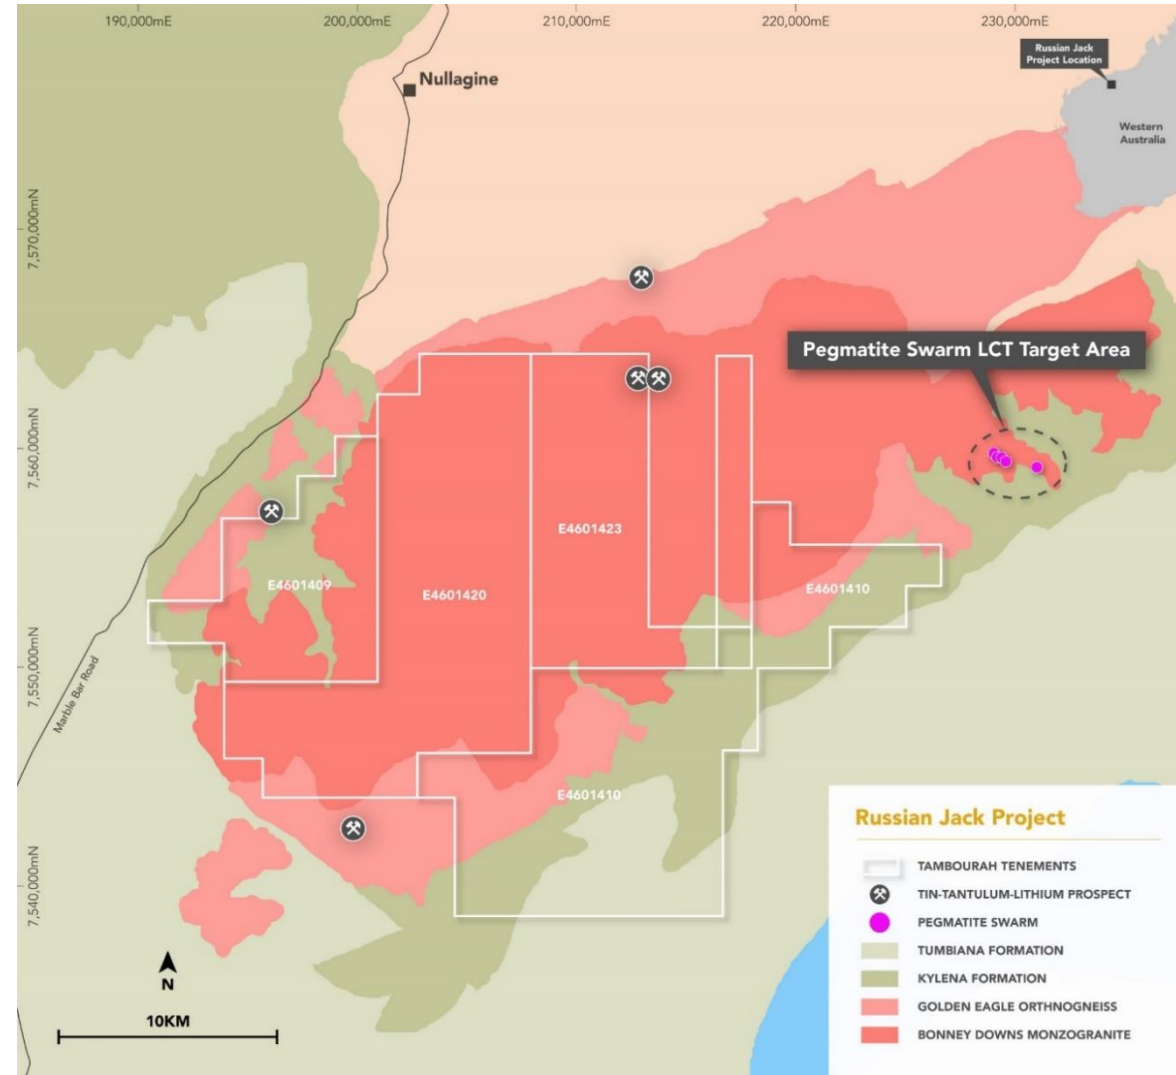 190,000mE
200,000mE
210,000mE
220,000mE
230,000mE
Russian Jack
Project Location
Nullagine
Western
Australia
7,570,000mN
Pegmatite Swarm LCT Target Area
7,560,000mN
E4601423
E4601409
E4601420
E4601410
7,550,000mN
Marble Bar Road
E4601410
7,540,000mN
N
10KM
Russian Jack Project
TAMBOURAH TENEMENTS
TIN-TANTULUM-LITHIUM PROSPECT
PEGMATITE SWARM
TUMBIANA FORMATION
KYLENA FORMATION
GOLDEN EAGLE ORTHNOGNEISS
BONNEY DOWNS MONZOGRANITE